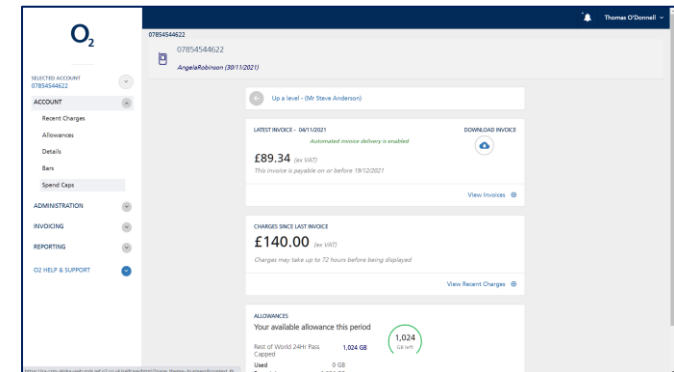 Thomas O'Donnell
O2
07854544622
07854544622
AngelaRobinson (30/11/2021)
SELECTED ACCOUNT
07854544622
ACCOUNT
Recent Charges
Allowances
Details
Bars
Spend Caps
ADMINISTRATION
INVOICING
REPORTING
O2 HELP & SUPPORT
Up a level - (Mr Steve Anderson)
LATEST INVOICE - 04/11/2021
DOWNLOAD INVOICE
Automated invoice delivery is enabled
£89.34 (ex VAT)
This invoice is payable on or before 19/12/2021
View Invoices
CHARGES SINCE LAST INVOICE
£140.00 (ex VAT)
Charges may take up to 72 hours before being displayed
View Recent Charges
ALLOWANCES
Your available allowance this period
Rest of World 24Hr Pass
Capped
1,024 GB
1,024
GB left
Used
0 GB